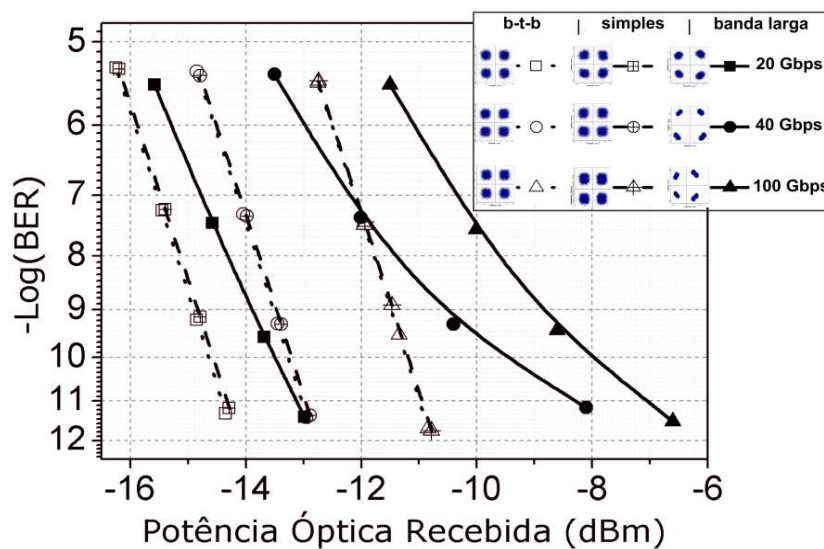 b-t-b | simples | banda larga
20 Gbps
40 Gbps
100 Gbps
-Log(BER)
5
6
7
8
9
10
11
12
-16 -14 -12 -10 -8 -6
Potência Óptica Recebida (dBm)